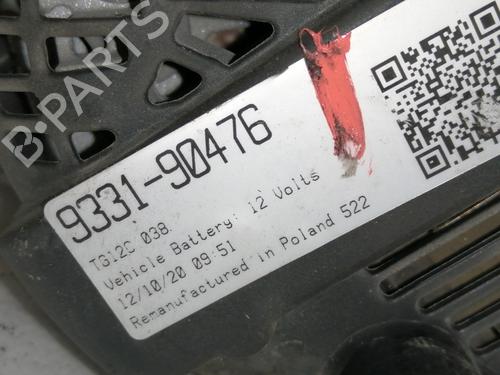 B-PARTS
9331-90476
TG12C 038
Vehicle Battery: 12 Volts
12/10/20 09:51
Remanufactured in Poland 522